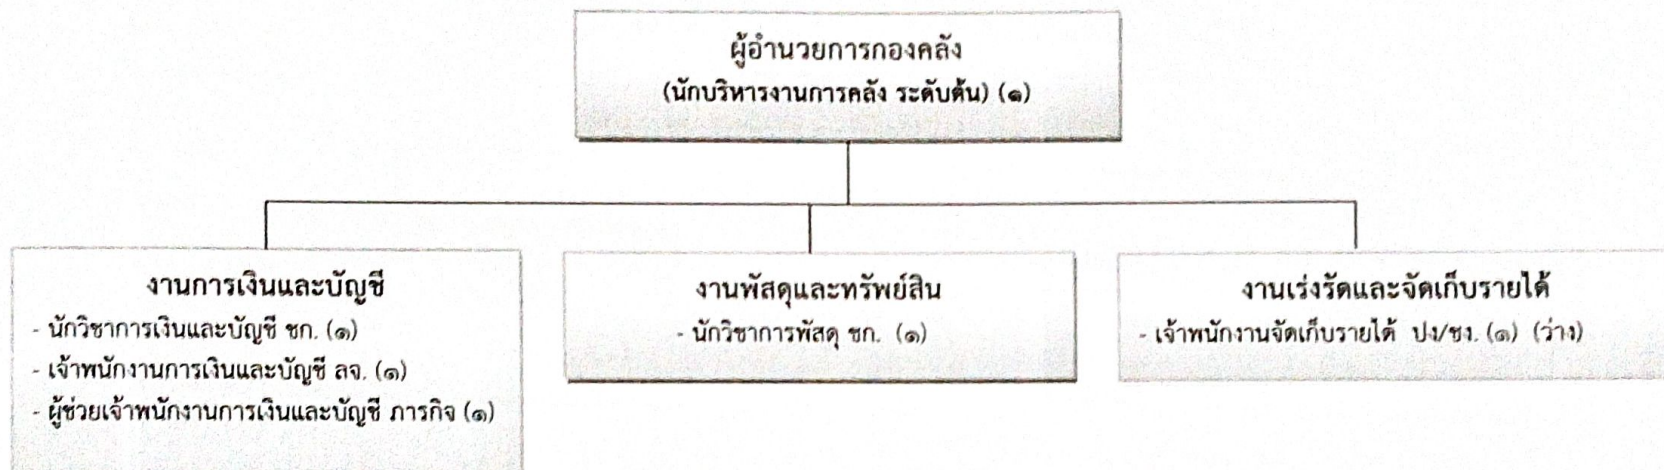 ผู้อำนวยการกองคลัง
(นักบริหารงานการคลัง ระดับต้น) (๑)
งานการเงินและบัญชี
- นักวิชาการเงินและบัญชี ชก. (๑)
- เจ้าพนักงานการเงินและบัญชี ลจ. (๑)
- ผู้ช่วยเจ้าพนักงานการเงินและบัญชี ภารกิจ (๑)
งานพัสดุและทรัพย์สิน
- นักวิชาการพัสดุ ชก. (๑)
งานเร่งรัดและจัดเก็บรายได้
- เจ้าพนักงานจัดเก็บรายได้ ปง/ชง. (๑) (ว่าง)